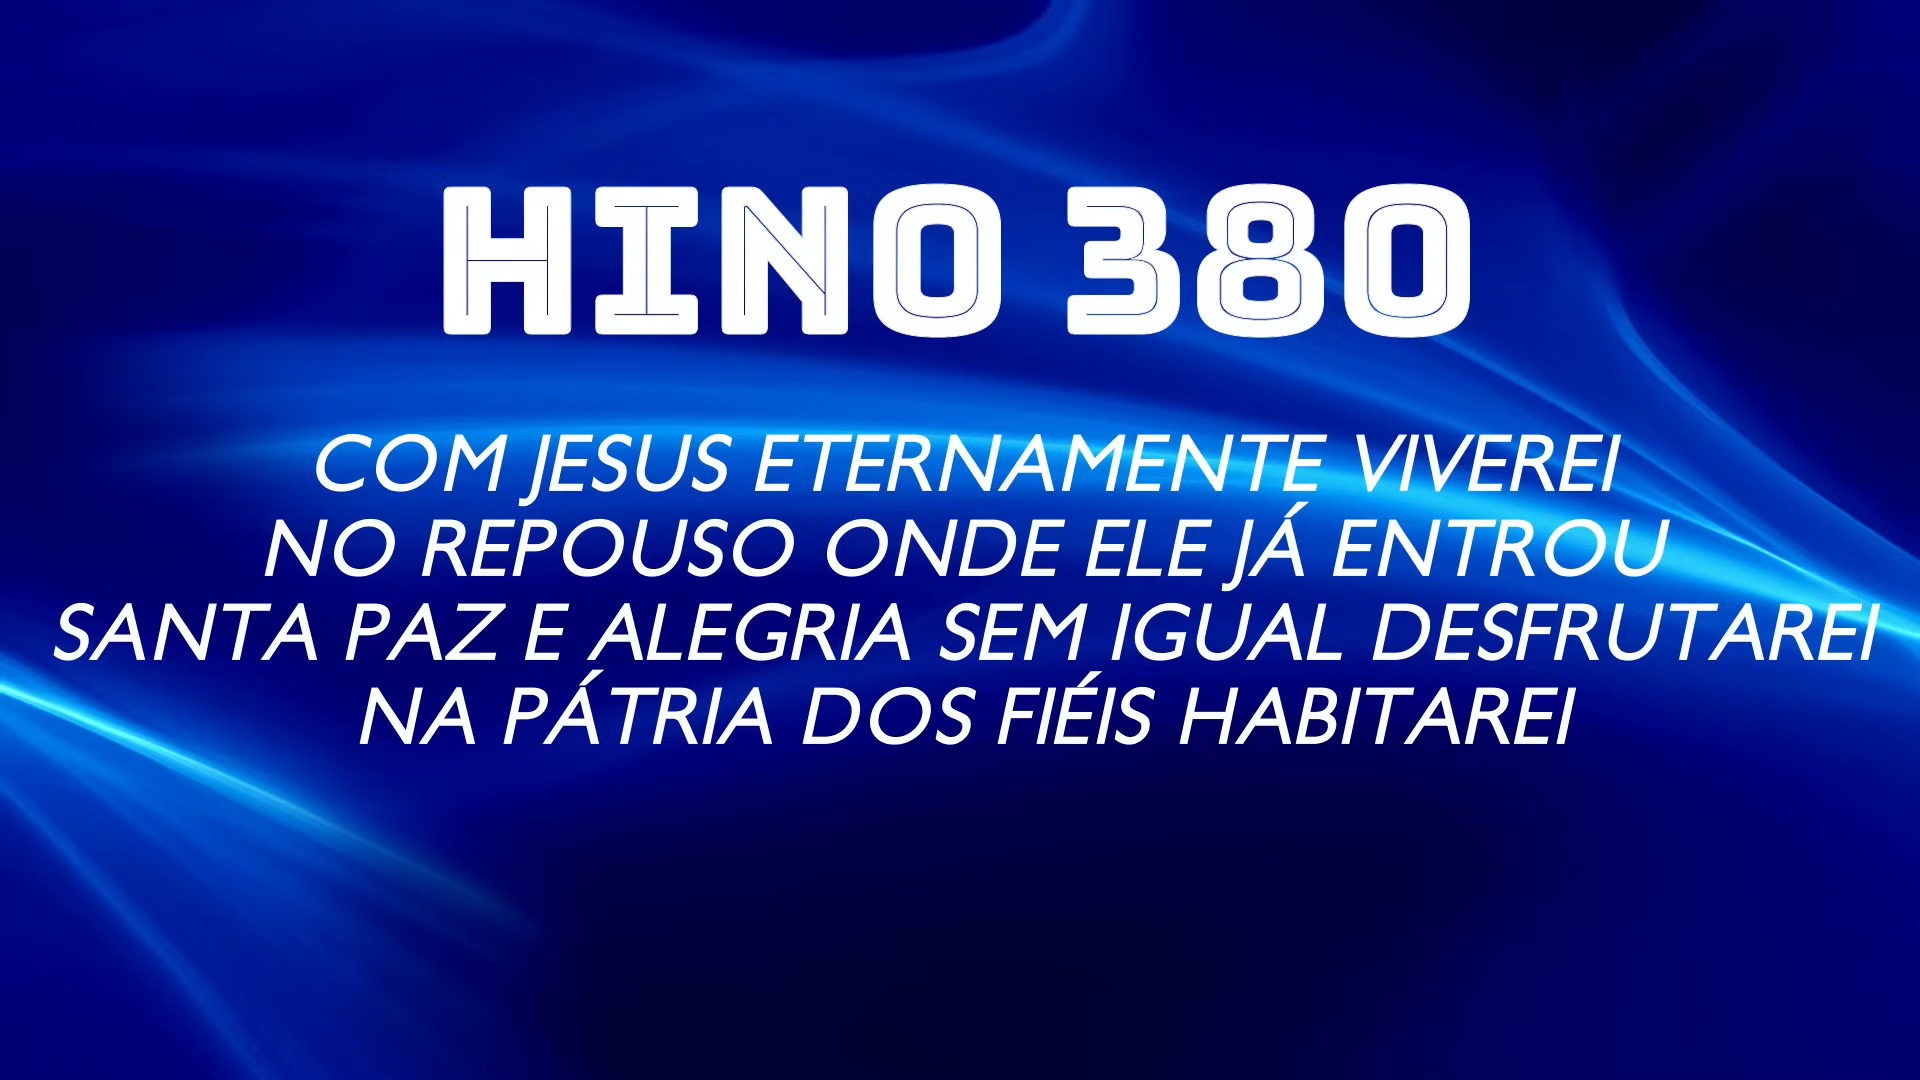 HINO 380
COM JESUS ETERNAMENTE VIVEREI
NO REPOUSO ONDE ELE JÁ ENTROU
SANTA PAZ E ALEGRIA SEM IGUAL DESFRUTAREI
NA PÁTRIA DOS FIÉIS HABITAREI